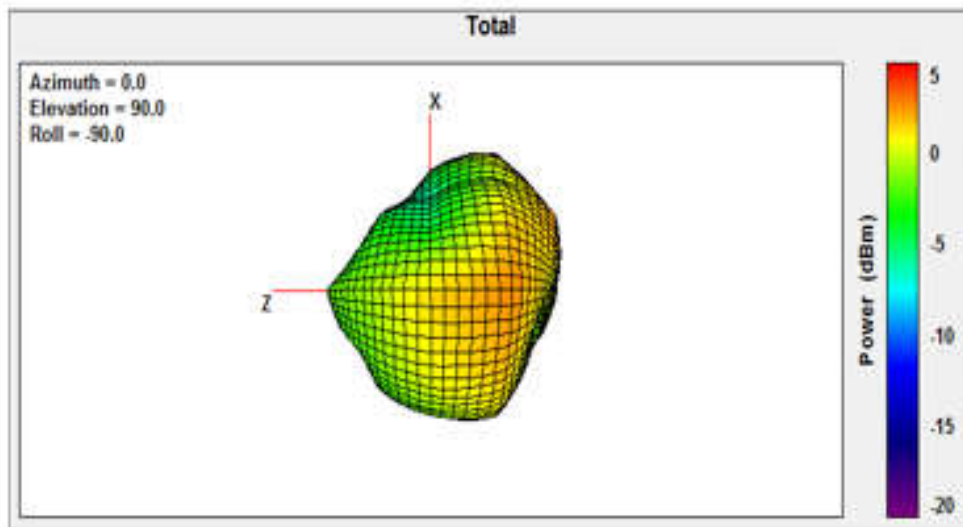 Total
Azimuth = 0.0
Elevation = 90.0
Roll = -90.0
X
Z
5
0
-5
-10
-15
-20
Power (dBm)